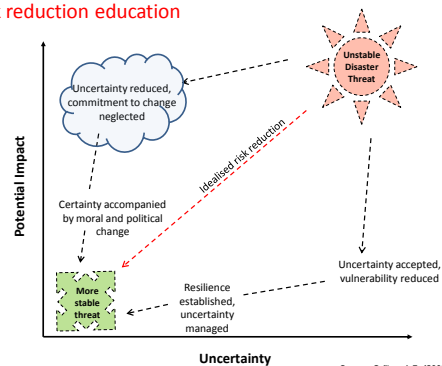 reduction education
Unstable
Disaster
Threat
Uncertainty reduced,
commitment to change
neglected
Idealised risk reduction
Potential Impact
Certainty accompanied
by moral and political
change
Uncertainty accepted,
vulnerability reduced
More
stable
threat
Resilience
established,
uncertainty
managed
Uncertainty